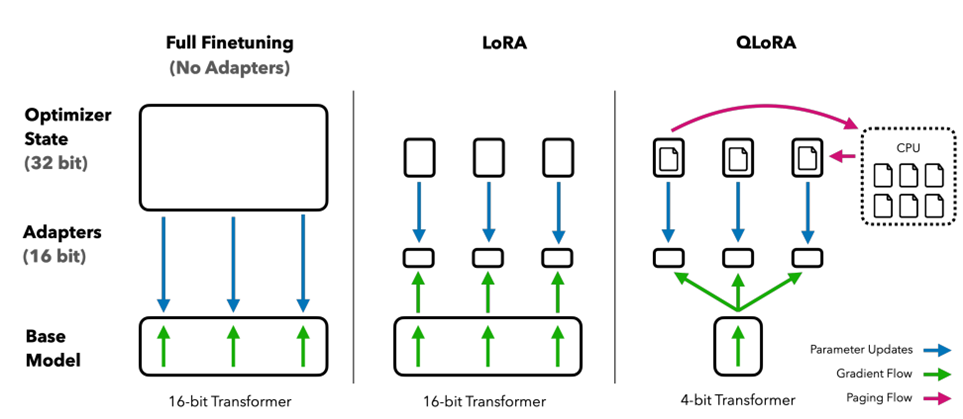 Full Finetuning
(No Adapters)
LoRA
QLoRA
Optimizer
State
(32 bit)
CPU
Adapters
(16 bit)
Base
Model
Parameter Updates
Gradient Flow
Paging Flow
16-bit Transformer
16-bit Transformer
4-bit Transformer